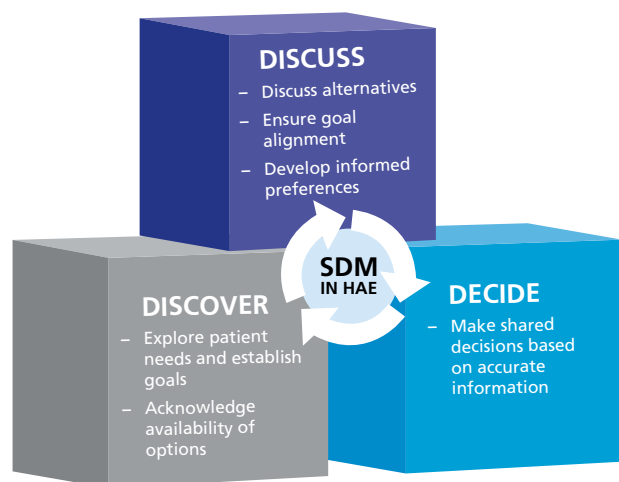 DISCUSS
– Discuss alternatives
– Ensure goal
alignment
– Develop informed
preferences
SDM
IN HAE
DISCOVER
– Explore patient
needs and establish
goals
– Acknowledge
availability of
options
DECIDE
– Make shared
decisions based
on accurate
information